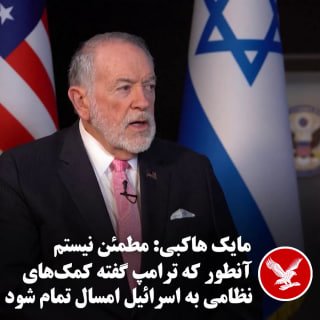 مایک هاکبی: مطمئن نیستم
آنطور که ترامپ گفته کمک‌های
نظامی به اسرائیل امسال تمام شود